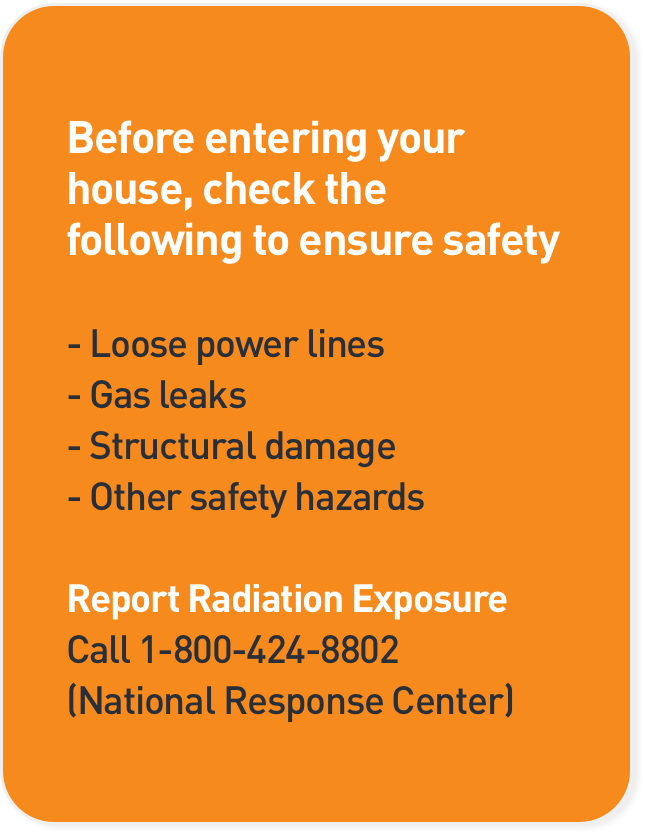 Before entering your
house, check the
following to ensure safety
- Loose power lines
- Gas leaks
- Structural damage
- Other safety hazards
Report Radiation Exposure
Call 1-800-424-8802
(National Response Center)